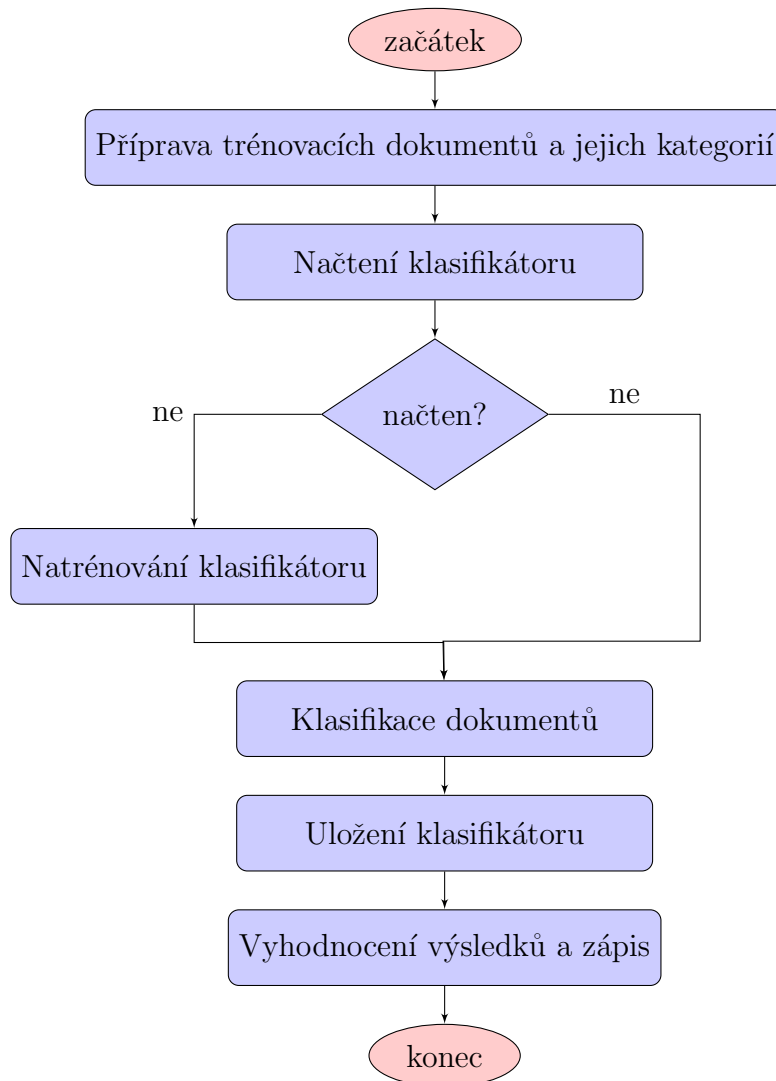 začátek
Příprava trénovacích dokumentů a jejich kategorií
Načtení klasifikátoru
načten?
ne
ne
Natrénování klasifikátoru
Klasifikace dokumentů
Uložení klasifikátoru
Vyhodnocení výsledků a zápis
konec